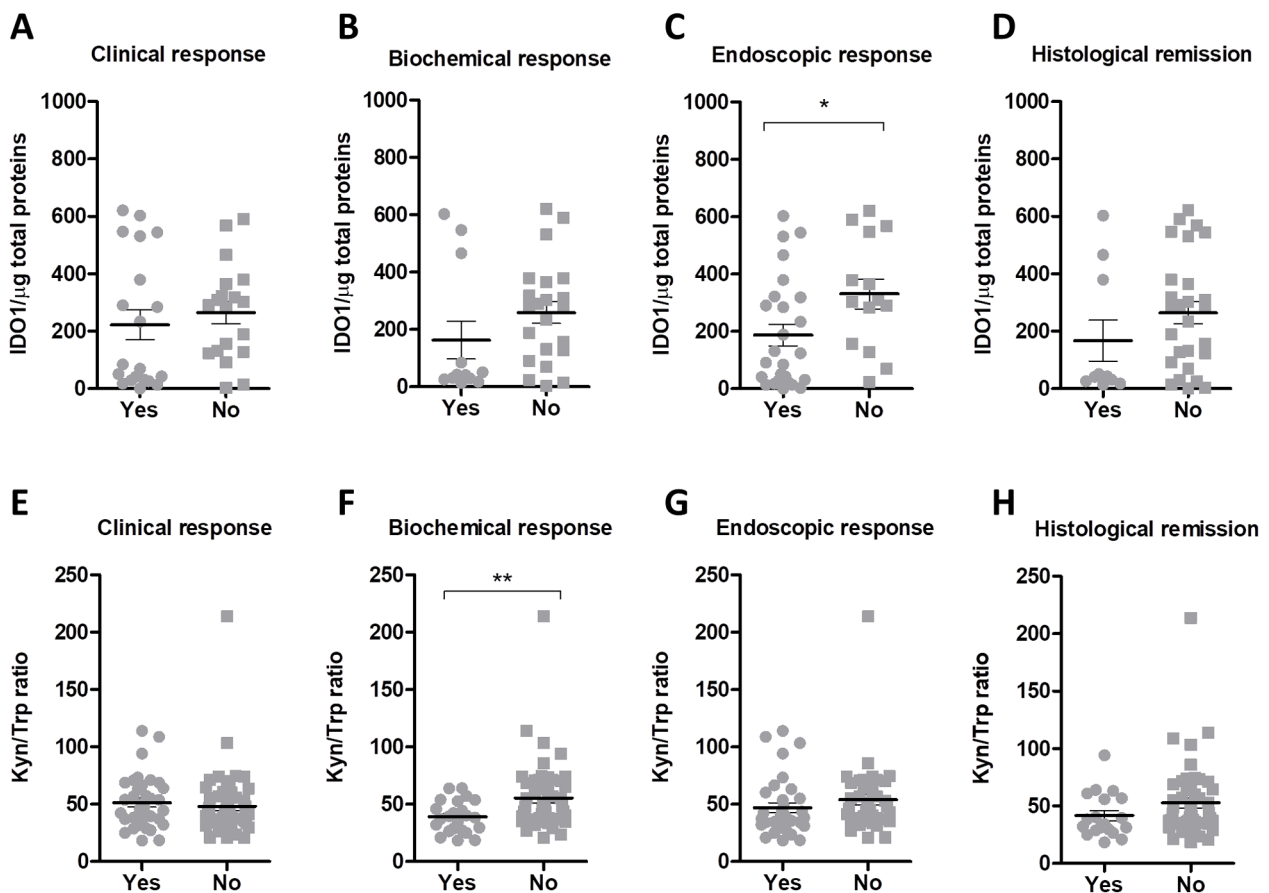 A
Clinical response
IDO1/µg total proteins
1000
800
600
400
200
0
Yes No
B
Biochemical response
IDO1/µg total proteins
1000
800
600
400
200
0
Yes No
C
Endoscopic response
IDO1/µg total proteins
1000
800
600
400
200
0
*
Yes No
D
Histological remission
IDO1/µg total proteins
1000
800
600
400
200
0
Yes No
E
Clinical response
Kyn/Trp ratio
250
200
150
100
50
0
Yes No
F
Biochemical response
Kyn/Trp ratio
250
200
150
100
50
0
**
Yes No
G
Endoscopic response
Kyn/Trp ratio
250
200
150
100
50
0
Yes No
H
Histological remission
Kyn/Trp ratio
250
200
150
100
50
0
Yes No